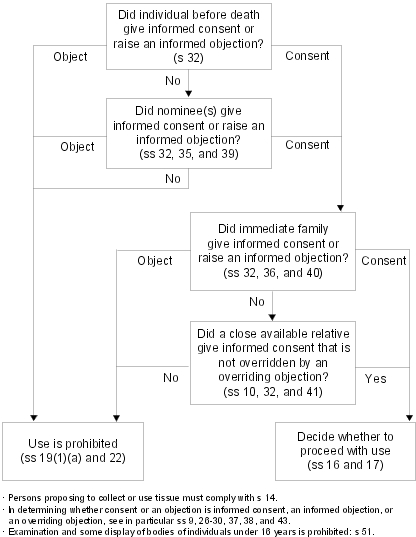 Did individual before death
give informed consent or
raise an informed objection?
(s 32)
Object
Consent
No
Did nominee(s) give
informed consent or raise an
informed objection?
(ss 32, 35, and 39)
Object
Consent
No
Did immediate family
give informed consent or
raise an informed objection?
(ss 32, 36, and 40)
Object
Consent
No
Did a close available relative
give informed consent that is
not overridden by an
overriding objection?
(ss 10, 32, and 41)
No
Yes
Use is prohibited
(ss 19(1)(a) and 22)
Decide whether to
proceed with use
(ss 16 and 17)
· Persons proposing to collect or use tissue must comply with s 14.
· In determining whether consent or an objection is informed consent, an informed objection, or
an overriding objection, see in particular ss 9, 26-30, 37, 38, and 43.
· Examination and some display of bodies of individuals under 16 years is prohibited: s 51.